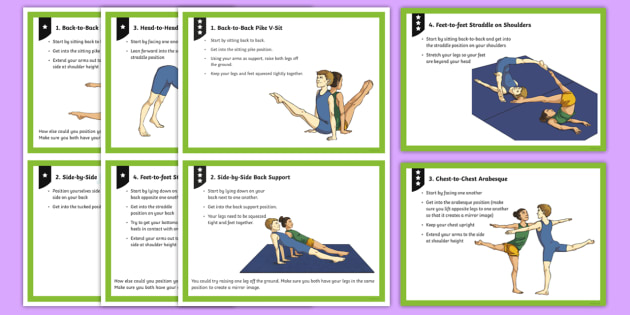 1. Back-to-Back
Start by sitting back to
Get into the sitting pike
Extend your arms out
side at shoulder height
How else could you position y
Make sure you both have your
3. Head-to-Head
Start by facing one
Lean forward into the
straddle position
1. Back-to-Back Pike V-Sit
Start by sitting back to back.
Get into the sitting pike position.
Using your arms as support, raise both legs off
the ground.
Keep your legs and feet squeezed tightly together.
4. Feet-to-feet Straddle on Shoulders
Start by sitting back-to-back and get into
the straddle position on your shoulders
Stretch your legs so your feet
are beyond your head
2. Side-by-Side
Position yourselves side
side on your back
Get into the tucked posit
4. Feet-to-feet St
Start by lying down on
back opposite one anot
Get into the straddle
position on your back
Try to get your bottom
heels in contact with on
Extend your arms out b
side at shoulder height
How else could you position y
Make sure you both have your
2. Side-by-Side Back Support
Start by lying down on your
back next to one another.
Get into the back support position.
Your legs need to be squeezed
tight and feet together.
You could try raising one leg off the ground. Make sure you both have your legs in the same
position to create a mirror image.
3. Chest-to-Chest Arabesque
Start by facing one another
Get into the arabesque position (make
sure you lift opposite legs to one another
so that it creates a mirror image)
Keep your chest upright
Extend your arms to the side
at shoulder height